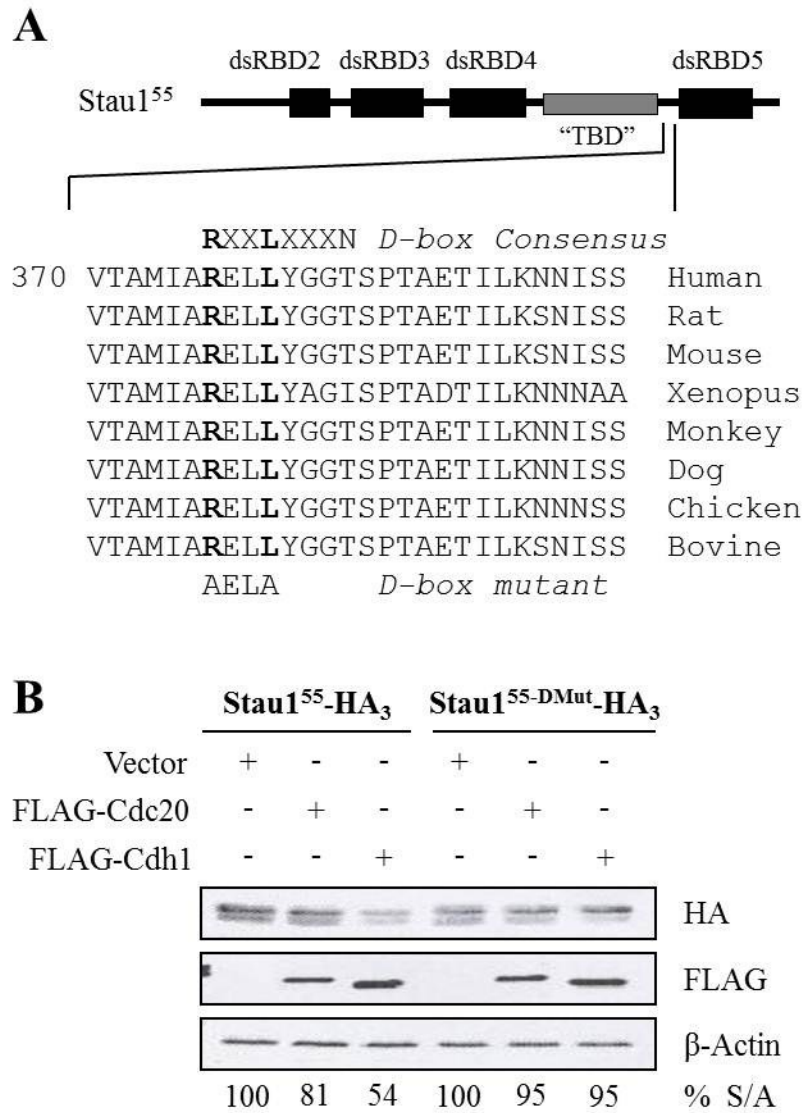 A
dsRBD2 dsRBD3 dsRBD4 dsRBD5
Stau1⁵⁵
“TBD”
RXXLXXXN D-box Consensus
370 VTAMIARELLYGGTSPTAETILKNNISS Human
VTAMIARELLYGGTSPTAETILKSNISS Rat
VTAMIARELLYGGTSPTAETILKSNISS Mouse
VTAMIARELLYAGISPTADTILKNNNAA Xenopus
VTAMIARELLYGGTSPTAETILKNNISS Monkey
VTAMIARELLYGGTSPTAETILKSNISS Dog
VTAMIARELLYGGTSPTAETILKNNNSS Chicken
VTAMIARELLYGGTSPTAETILKSNISS Bovine
AELA D-box mutant
B
Stau1⁵⁵-HA₃ Stau1⁵⁵⁻ᴰᴹᵘᵗ-HA₃
Vector + - - + - -
FLAG-Cdc20 - + - - + -
FLAG-Cdh1 - - + - - +
HA
FLAG
β-Actin
100 81 54 100 95 95 % S/A